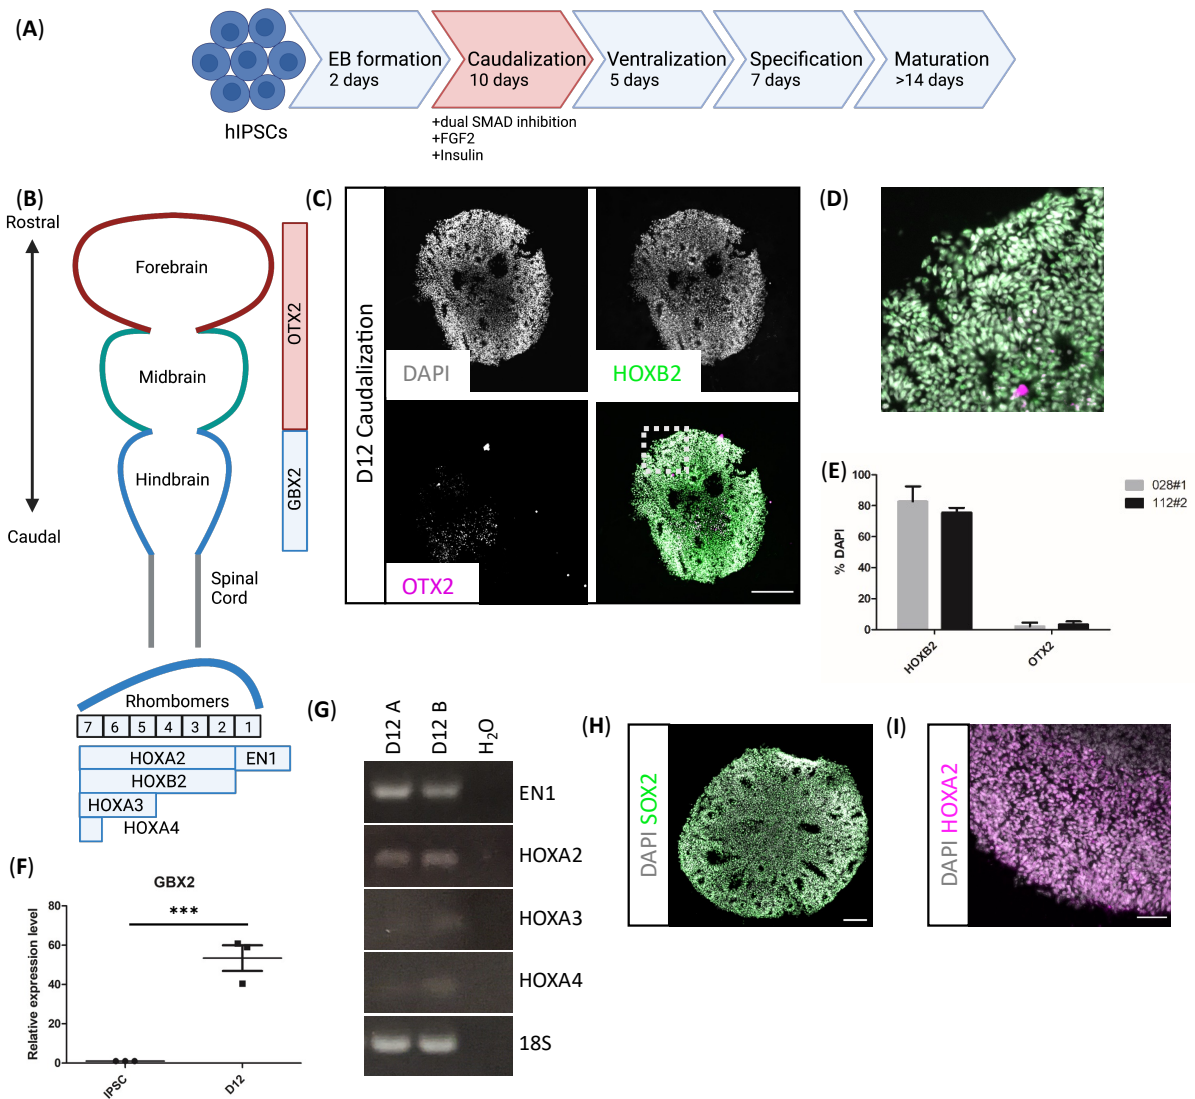 (A)
hIPSCs
EB formation
2 days
Caudalization
10 days
+dual SMAD inhibition
+FGF2
+Insulin
Ventralization
5 days
Specification
7 days
Maturation
>14 days
(B)
Rostral
Caudal
Forebrain
Midbrain
Hindbrain
Spinal
Cord
OTX2
GBX2
Rhombomers
7 6 5 4 3 2 1
HOXA2 EN1
HOXB2
HOXA3
HOXA4
(C)
D12 Caudalization
DAPI
HOXB2
OTX2
(D)
(E)
% DAPI
100
80
60
40
20
0
HOXB2
OTX2
028#1
112#2
(F)
GBX2
Relative expression level
80
60
40
20
0
***
IPSC
D12
(G)
D12 A
D12 B
H₂O
EN1
HOXA2
HOXA3
HOXA4
18S
(H)
DAPI SOX2
(I)
DAPI HOXA2